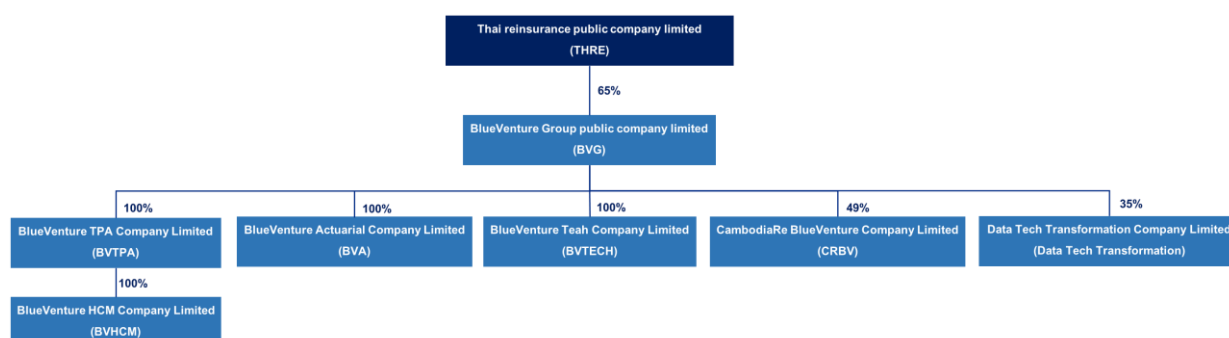 Thai reinsurance public company limited
(THRE)
65%
BlueVenture Group public company limited
(BVG)
100%
100%
100%
49%
35%
BlueVenture TPA Company Limited
(BVTPA)
BlueVenture Actuarial Company Limited
(BVA)
BlueVenture Teah Company Limited
(BVTECH)
CambodiaRe BlueVenture Company Limited
(CRBV)
Data Tech Transformation Company Limited
(Data Tech Transformation)
100%
BlueVenture HCM Company Limited
(BVHCM)